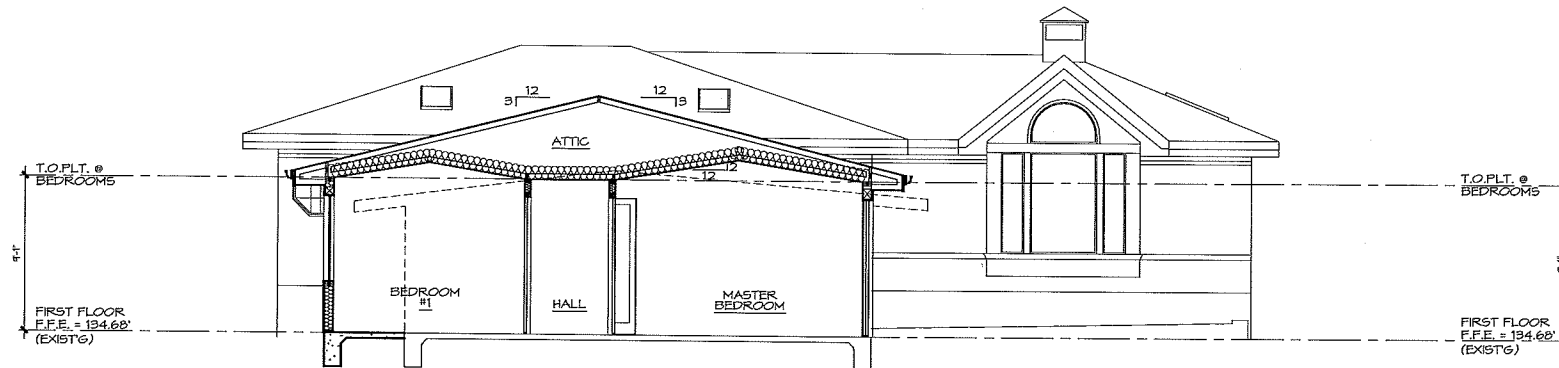 12
3
12
3
ATTIC
T.O.PLT. @
BEDROOMS
12
12
T.O.PLT. @
BEDROOMS
9'-1"
BEDROOM
#1
HALL
MASTER
BEDROOM
FIRST FLOOR
F.F.E. = 134.68'
(EXIST'G)
FIRST FLOOR
F.F.E. = 134.68'
(EXIST'G)